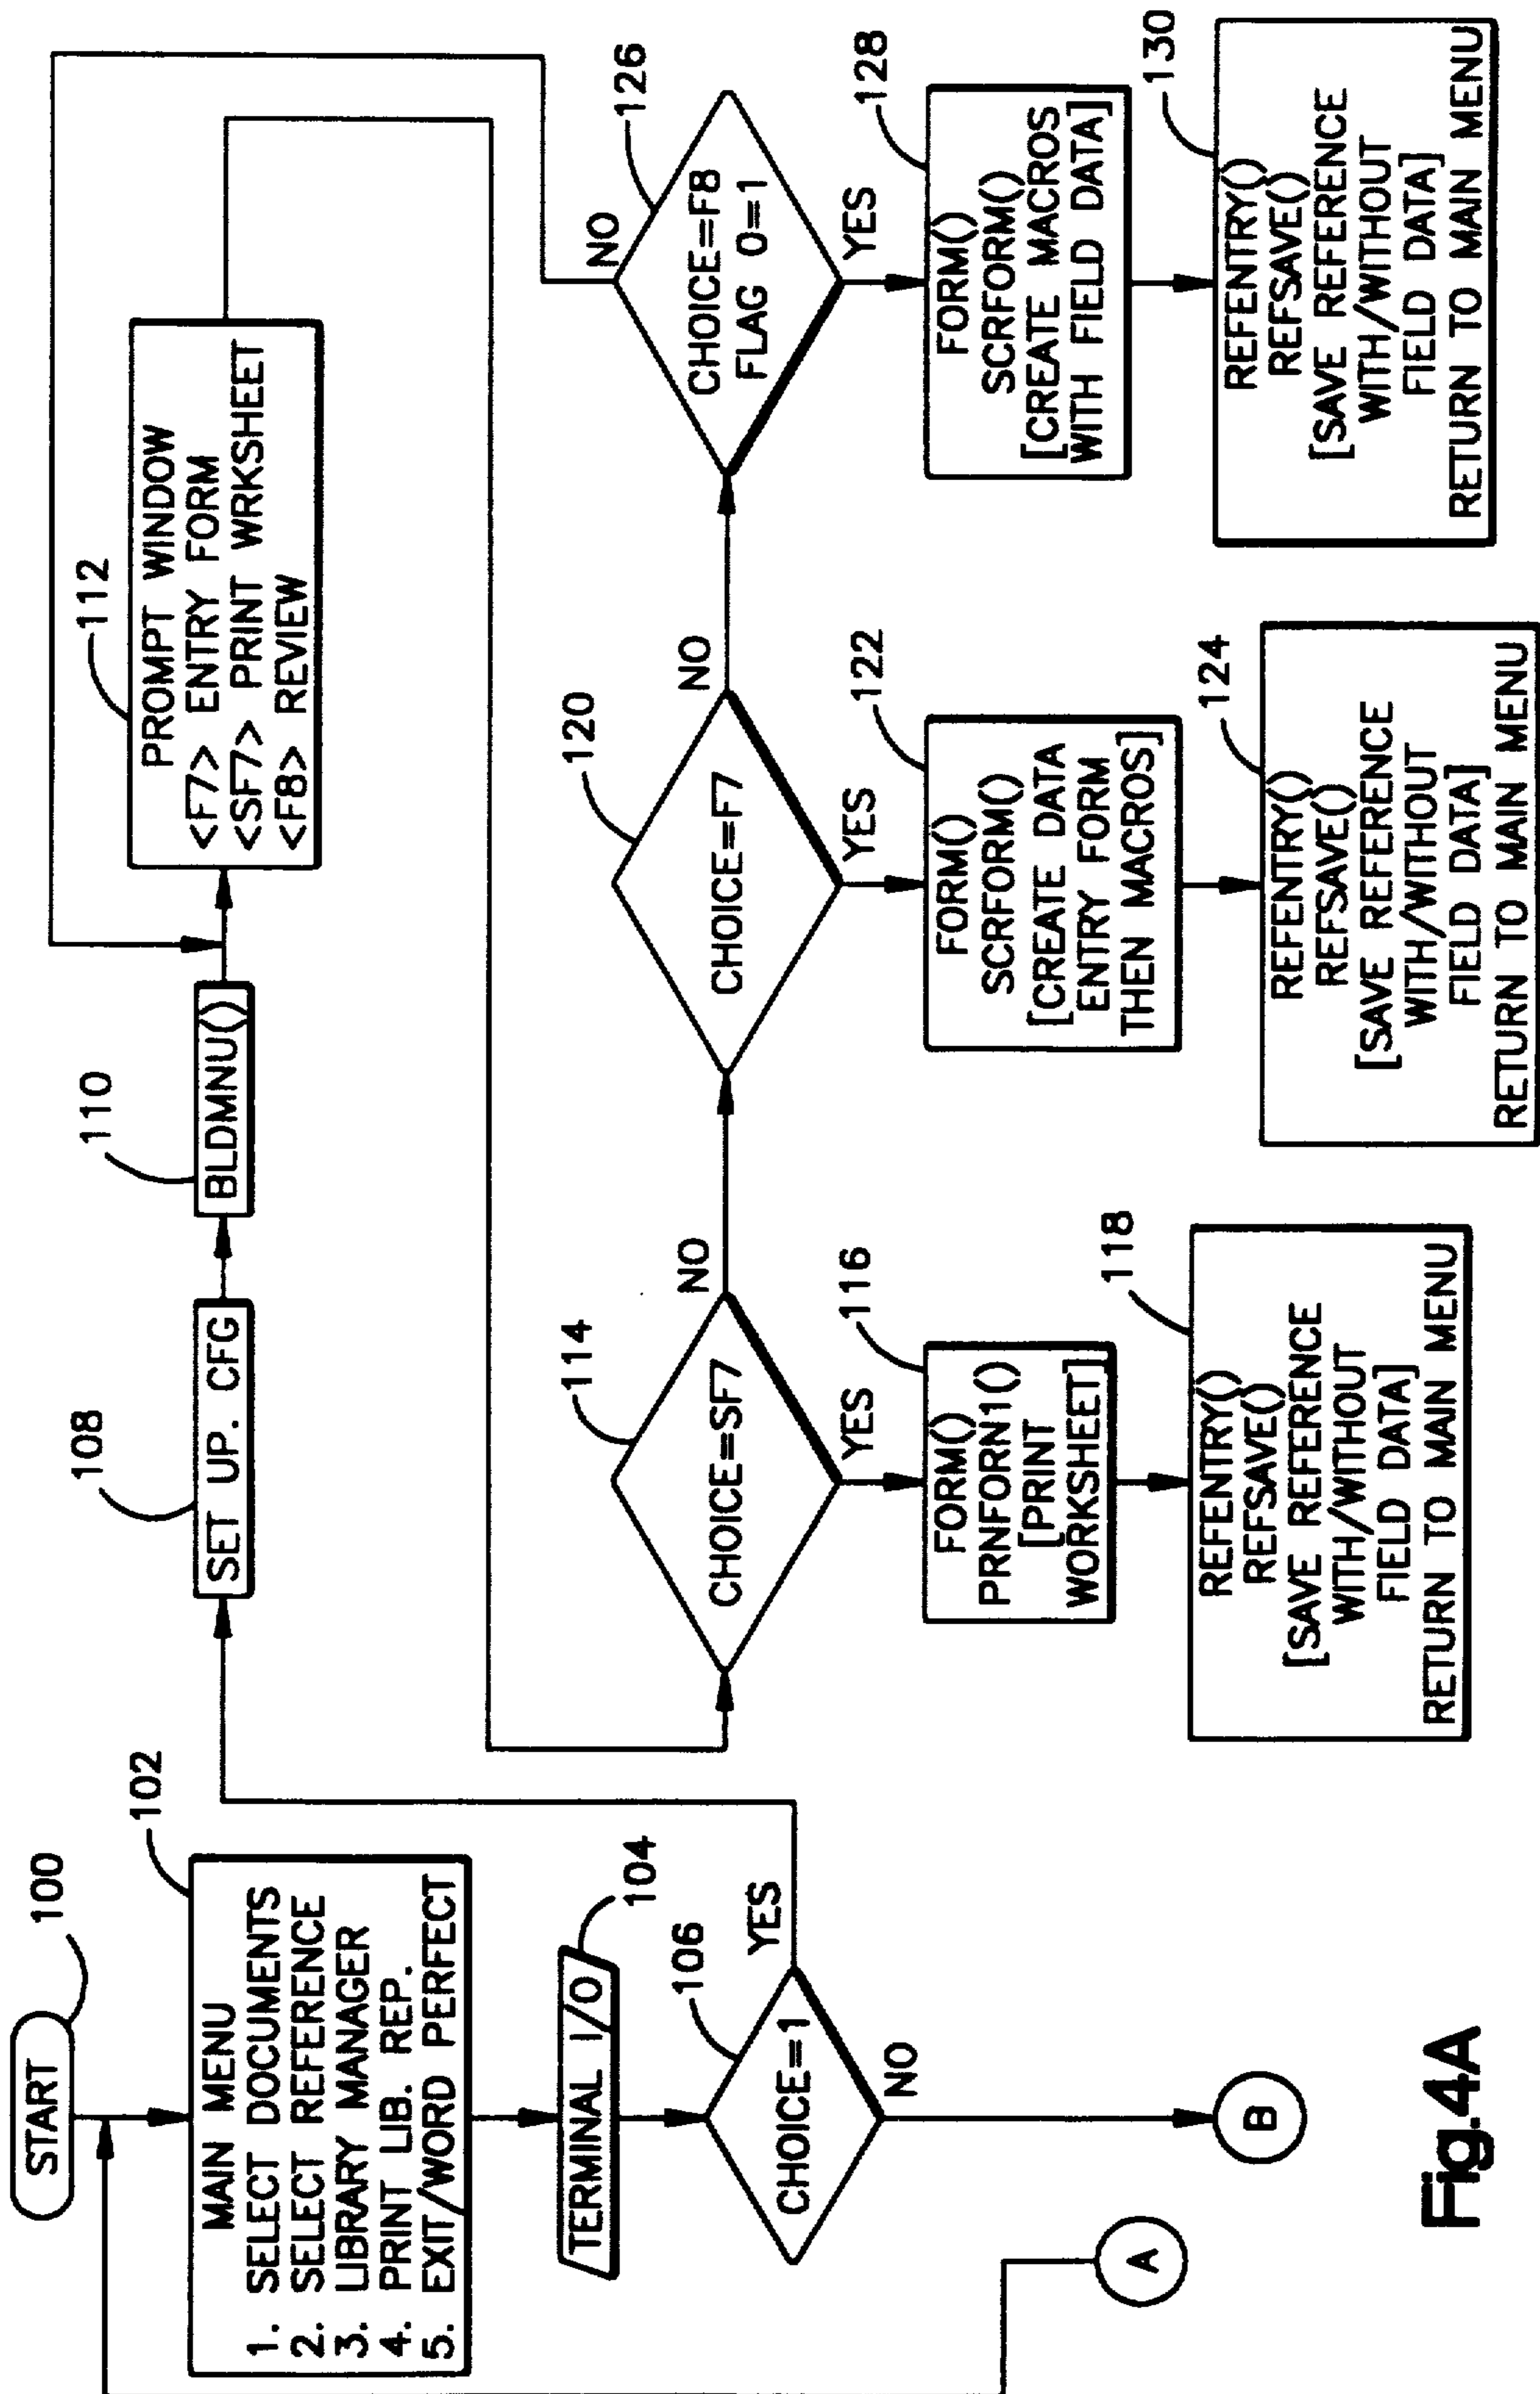 START
100
MAIN MENU
1. SELECT DOCUMENTS
2. SELECT REFERENCE
3. LIBRARY MANAGER
4. PRINT LIB. REP.
5. EXIT/WORD PERFECT
102
TERMINAL I/O
104
CHOICE=1
106
YES
NO
B
A
SET UP. CFG
108
BLDMNU()
110
PROMPT WINDOW
<F7> ENTRY FORM
<SF7> PRINT WRKSHEET
<F8> REVIEW
112
CHOICE=SF7
114
NO
YES
FORM()
PRNFORN1()
[PRINT
WORKSHEET]
116
REFENTRY()
REFSAVE()
[SAVE REFERENCE
WITH/WITHOUT
FIELD DATA]
RETURN TO MAIN MENU
118
CHOICE=F7
120
NO
YES
FORM()
SCRFORM()
[CREATE DATA
ENTRY FORM
THEN MACROS]
122
REFENTRY()
REFSAVE()
[SAVE REFERENCE
WITH/WITHOUT
FIELD DATA]
RETURN TO MAIN MENU
124
CHOICE=F8
FLAG 0=1
126
NO
YES
FORM()
SCRFORM()
[CREATE MACROS
WITH FIELD DATA]
128
REFENTRY()
REFSAVE()
[SAVE REFERENCE
WITH/WITHOUT
FIELD DATA]
RETURN TO MAIN MENU
130
Fig.4A